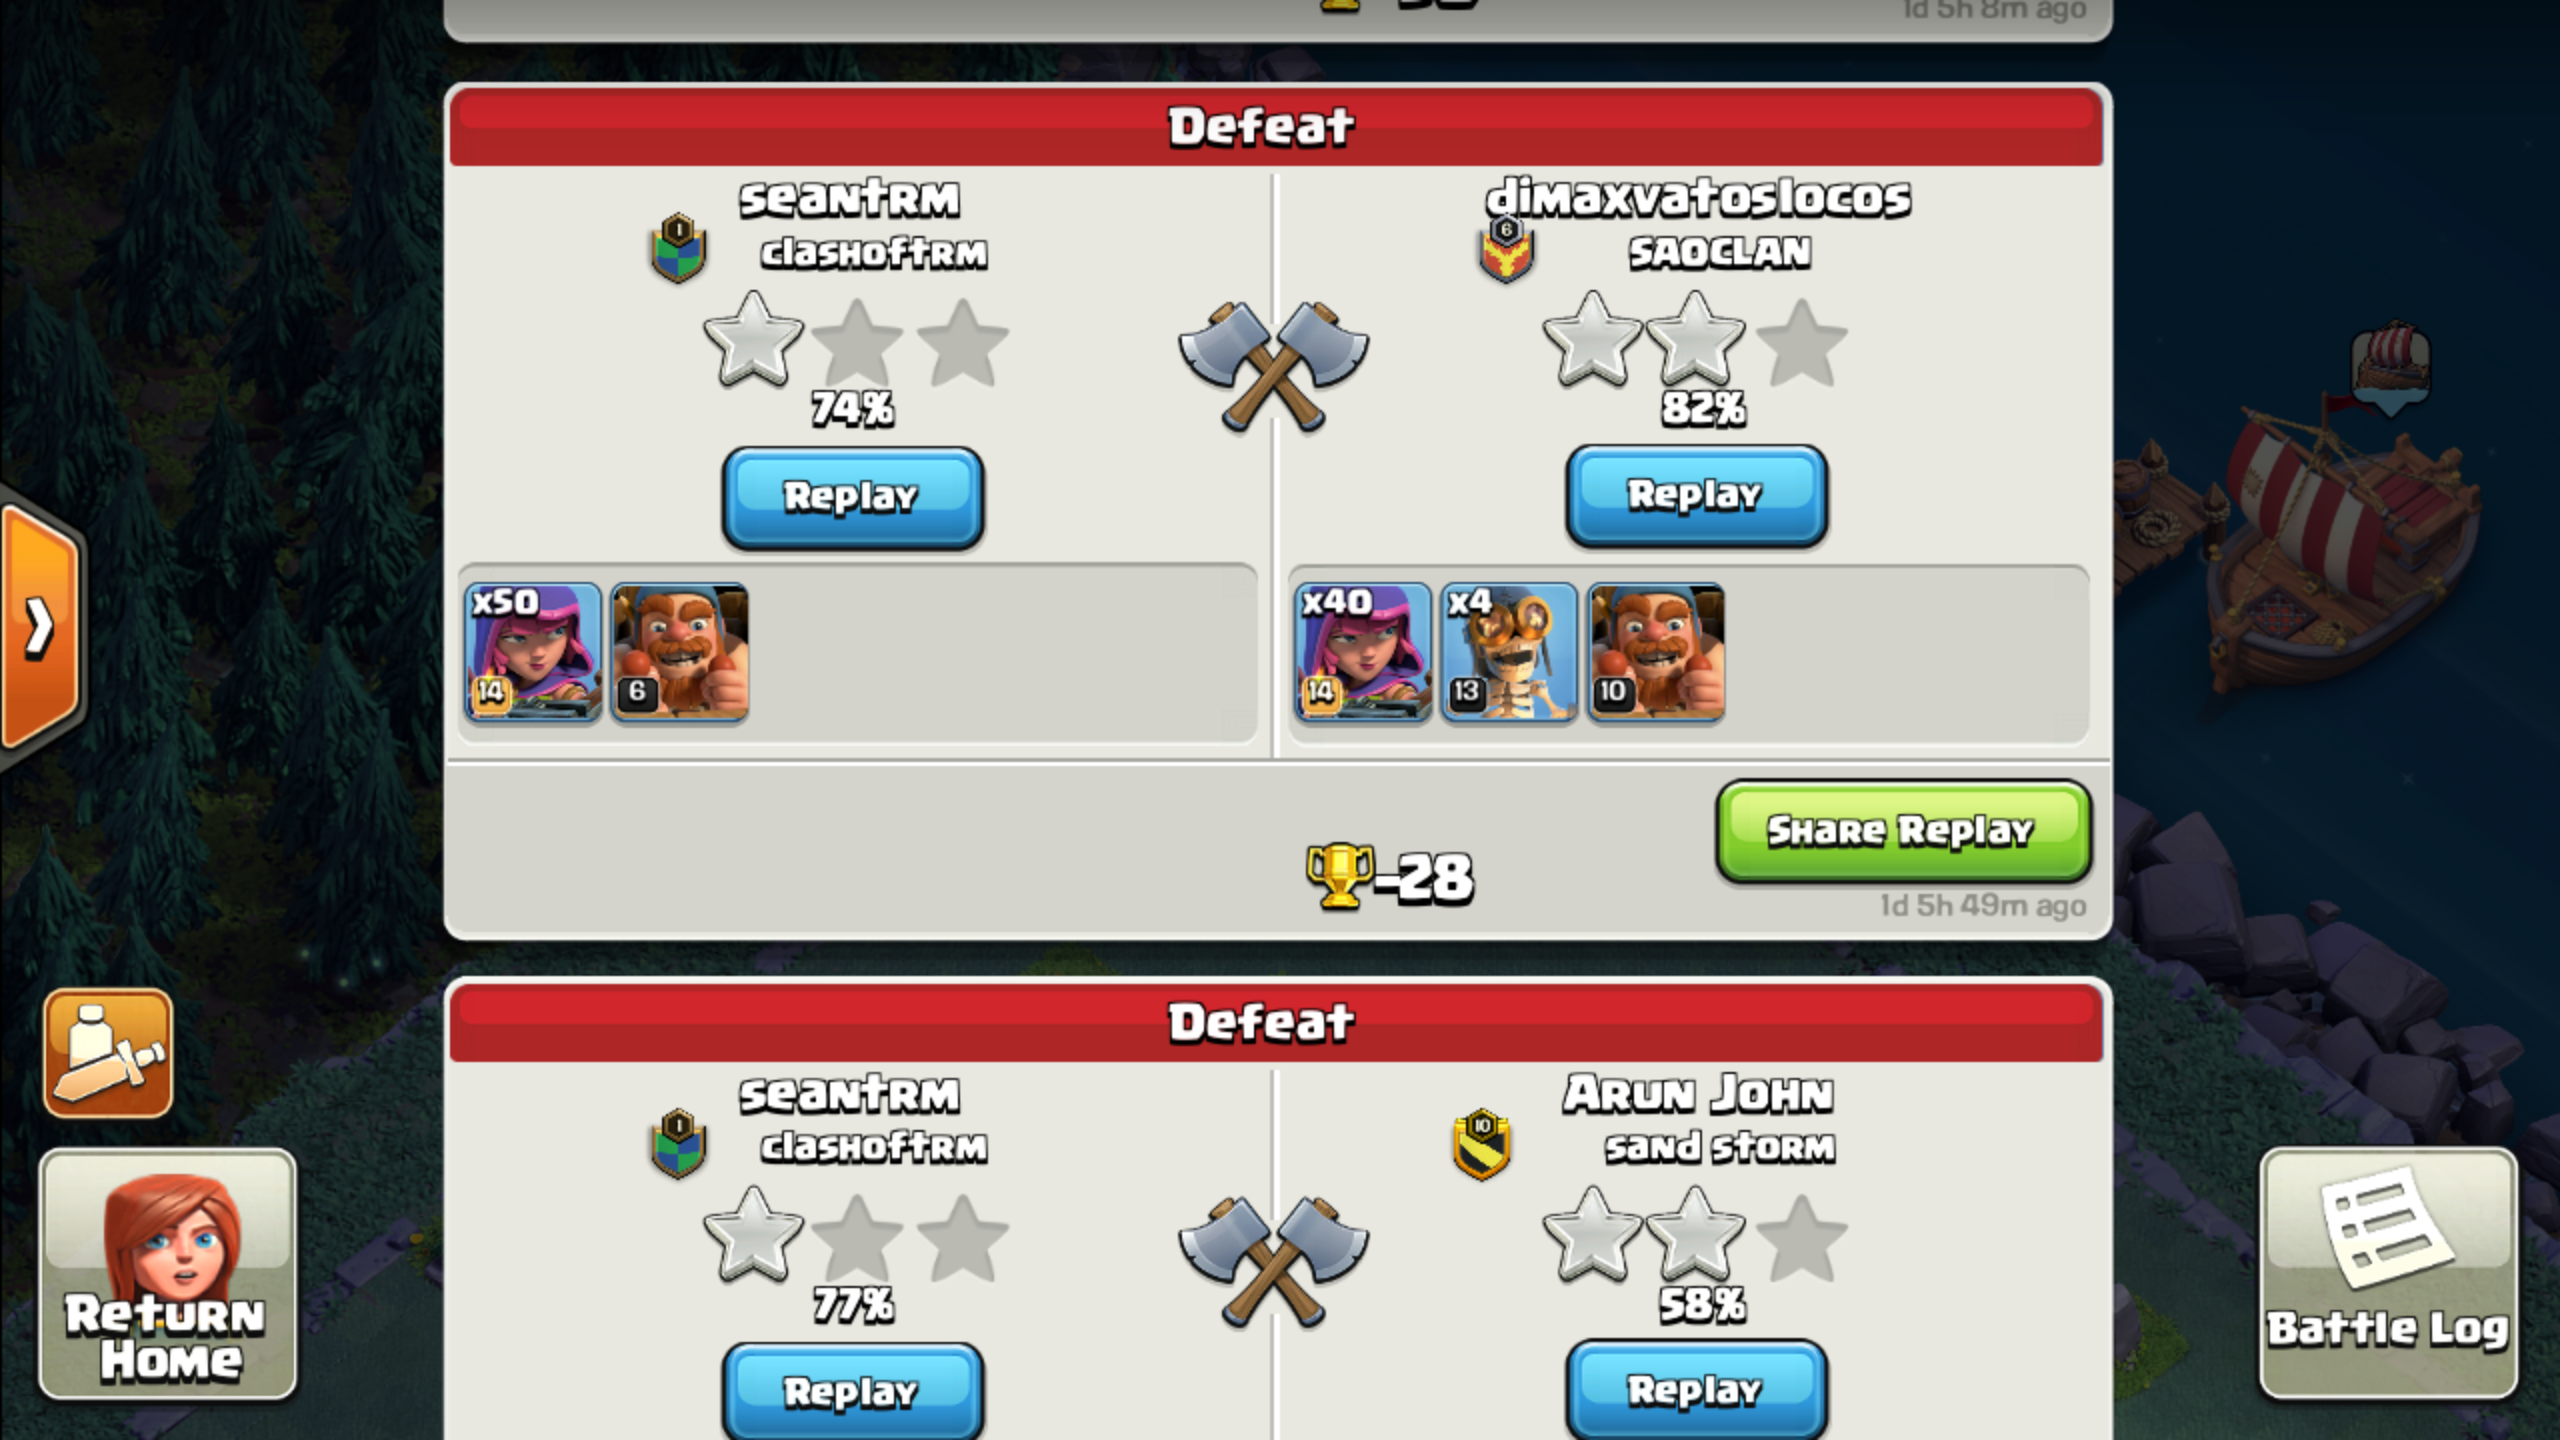 1d 5h 8m ago
Defeat
seantrm
clashoftrm
1
dimaxvatoslocos
SAOCLAN
6
74%
82%
Replay
Replay
x50
14
6
x40
14
x4
13
10
-28
Share Replay
1d 5h 49m ago
Defeat
seantrm
clashoftrm
1
Arun John
sand storm
10
77%
58%
Replay
Replay
Return
Home
Battle Log